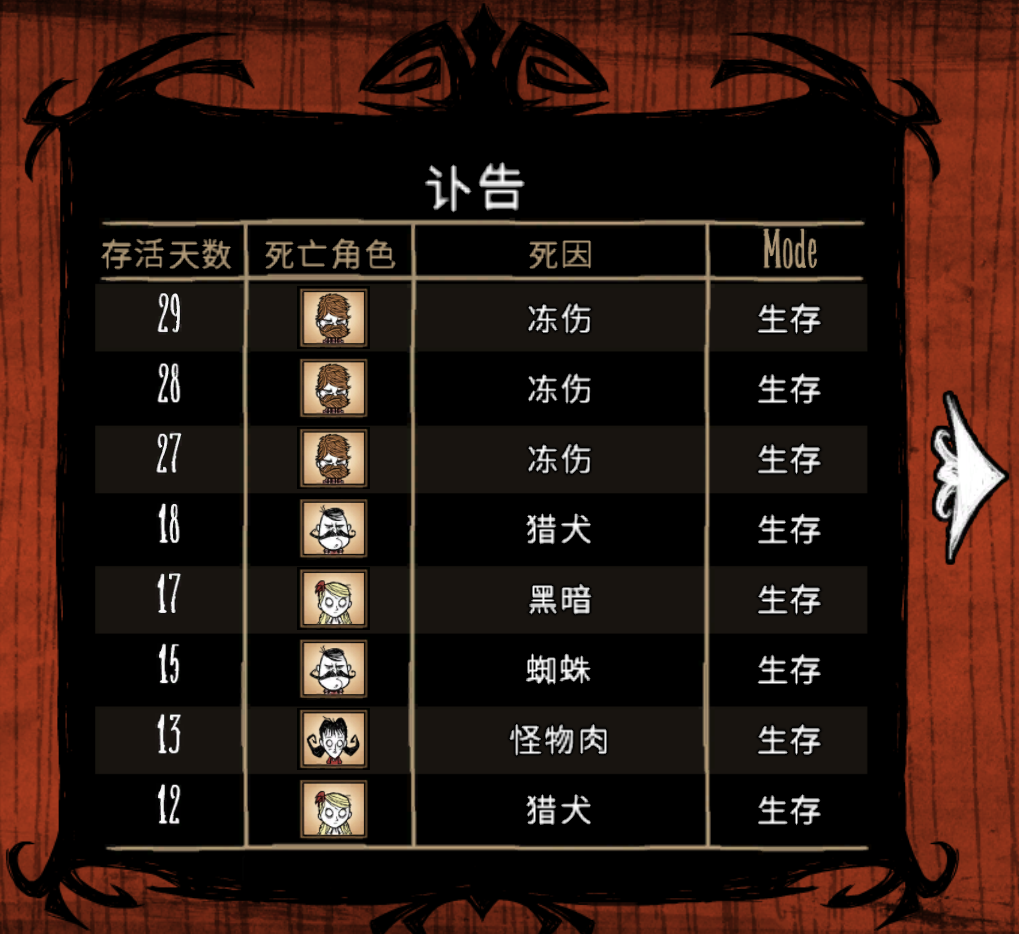 讣告
存活天数 死亡角色 死因 Mode
29 冻伤 生存
28 冻伤 生存
27 冻伤 生存
18 猎犬 生存
17 黑暗 生存
15 蜘蛛 生存
13 怪物肉 生存
12 猎犬 生存